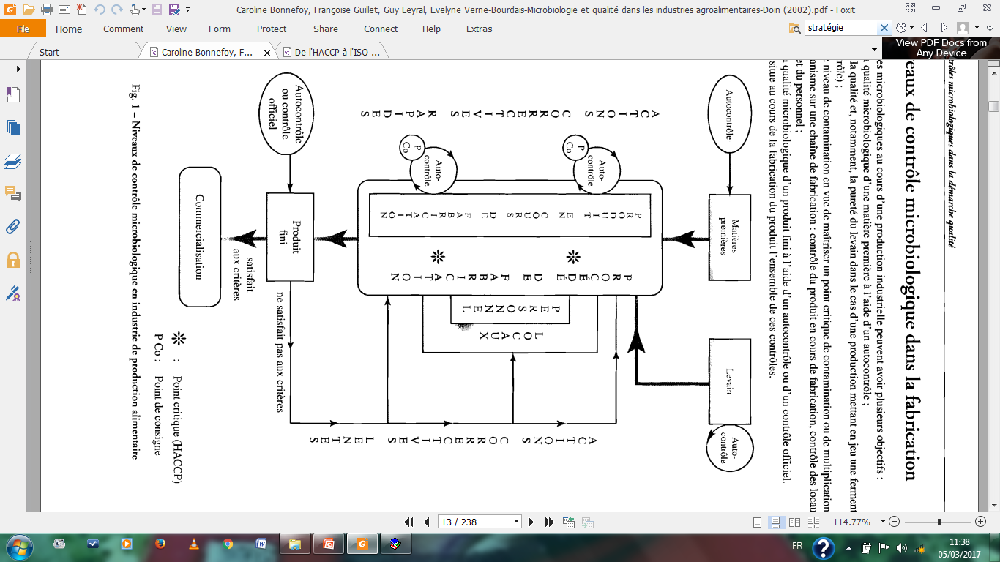 Caroline Bonnefoy, Françoise Guillet, Guy Leyral, Evelyne Verne-Bourdais-Microbiologie et qualité dans les industries agroalimentaires-Doin (2002).pdf - Foxit
File Home Comment View Form Protect Share Connect Help Extras
stratégie
Start
Caroline Bonnefoy, F...
De l'HACCP à l'ISO ...
View PDF Docs from
Any Device
microbiologiques dans la démarche qualité
eaux de contrôle microbiologique dans la fabrication
es microbiologiques au cours d'une production industrielle peuvent avoir plusieurs objectifs :
qualité microbiologique d'une matière première à l'aide d'un autocontrôle ;
la qualité et, notamment, la pureté du levain dans le cas d'une production mettant en jeu une ferment
rôle) ;
niveau de contamination en vue de maîtriser un point critique de contamination ou de multiplication
anisme sur une chaîne de fabrication : contrôle du produit en cours de fabrication, contrôle des locau
et du personnel ;
a qualité microbiologique d'un produit fini à l'aide d'un autocontrôle ou d'un contrôle officiel.
situe au cours de la fabrication du produit l'ensemble de ces contrôles.
Autocontrôle
Matières
premières
Levain
Auto-
contrôle
ACTIONS CORRECTIVES RAPIDES
Auto-
contrôle
P
Co
Auto-
contrôle
P
Co
PRODUIT EN COURS DE FABRICATION
PROCÉDÉ DE FABRICATION
PERSONNEL
LOCAUX
ACTIONS CORRECTIVES LENTES
Autocontrôle
ou contrôle
officiel
Produit
fini
ne satisfait pas aux critères
satisfait
aux critères
Commercialisation
❊ : Point critique (HACCP)
P Co : Point de consigne
Fig. 1 – Niveaux de contrôle microbiologique en industrie de production alimentaire
13 / 238
114.77%
FR
11:38
05/03/2017